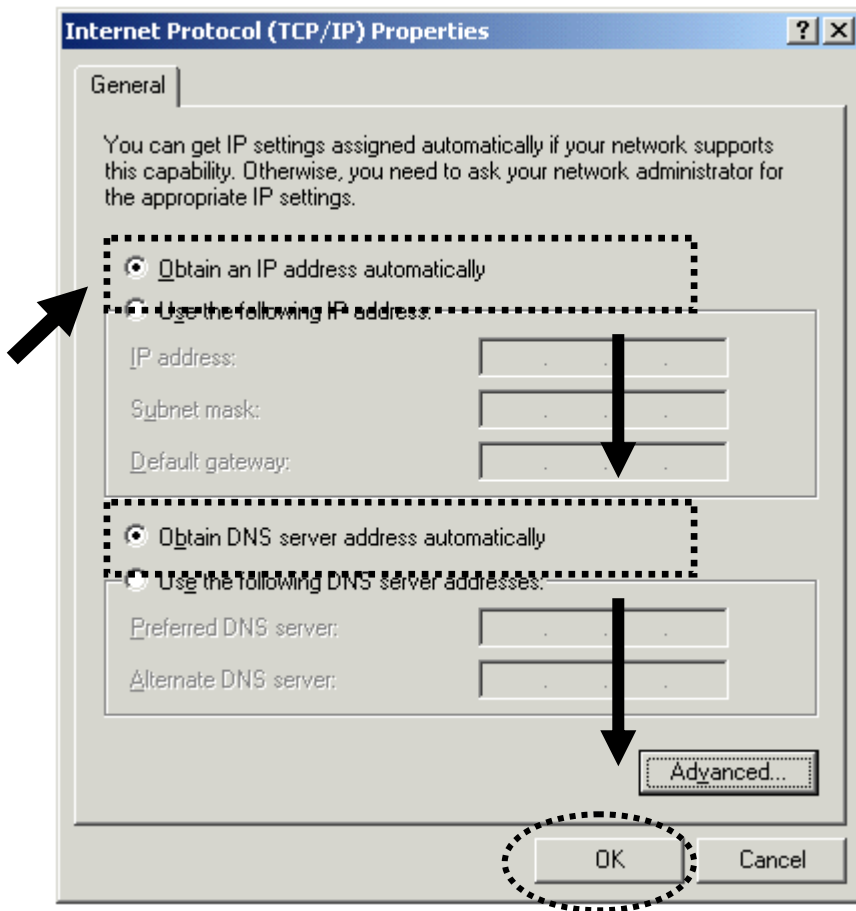 Internet Protocol (TCP/IP) Properties
General
You can get IP settings assigned automatically if your network supports
this capability. Otherwise, you need to ask your network administrator for
the appropriate IP settings.
Obtain an IP address automatically
Use the following IP address:
IP address:
Subnet mask:
Default gateway:
Obtain DNS server address automatically
Use the following DNS server addresses:
Preferred DNS server:
Alternate DNS server:
Advanced...
OK
Cancel